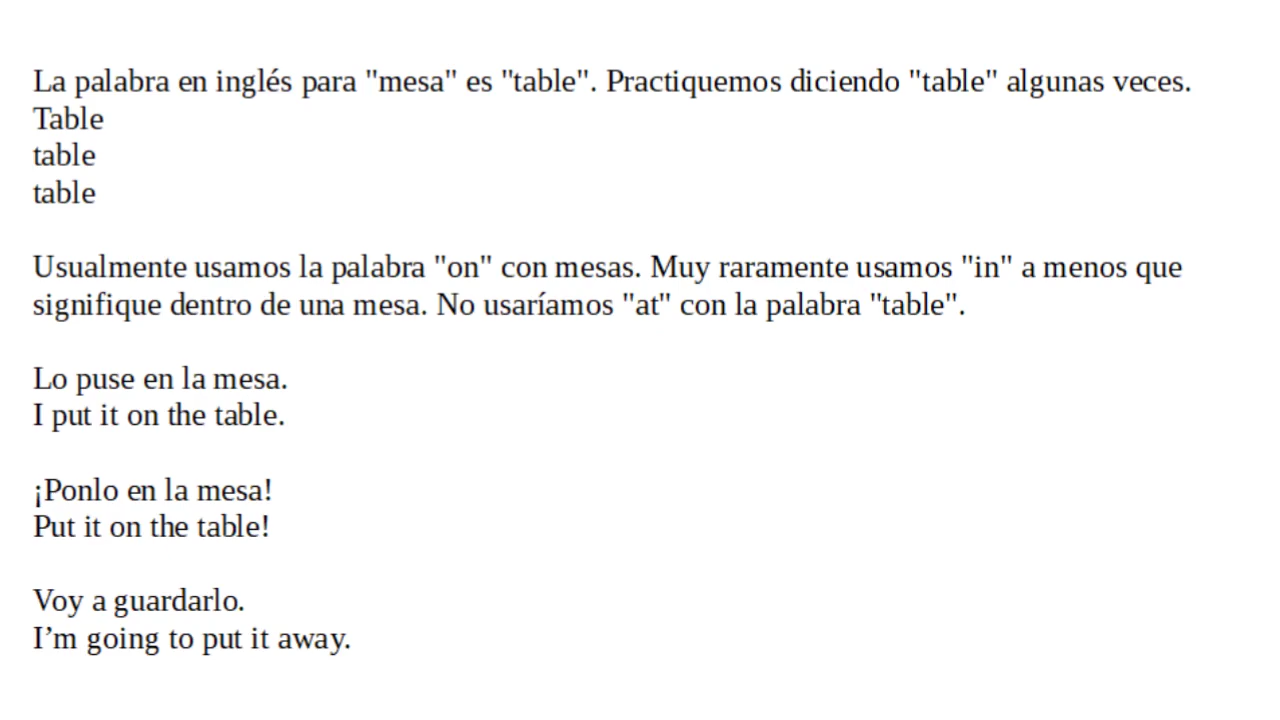 La palabra en inglés para "mesa" es "table". Practiquemos diciendo "table" algunas veces.
Table
table
table
Usualmente usamos la palabra "on" con mesas. Muy raramente usamos "in" a menos que
signifique dentro de una mesa. No usaríamos "at" con la palabra "table".
Lo puse en la mesa.
I put it on the table.
¡Ponlo en la mesa!
Put it on the table!
Voy a guardarlo.
I’m going to put it away.